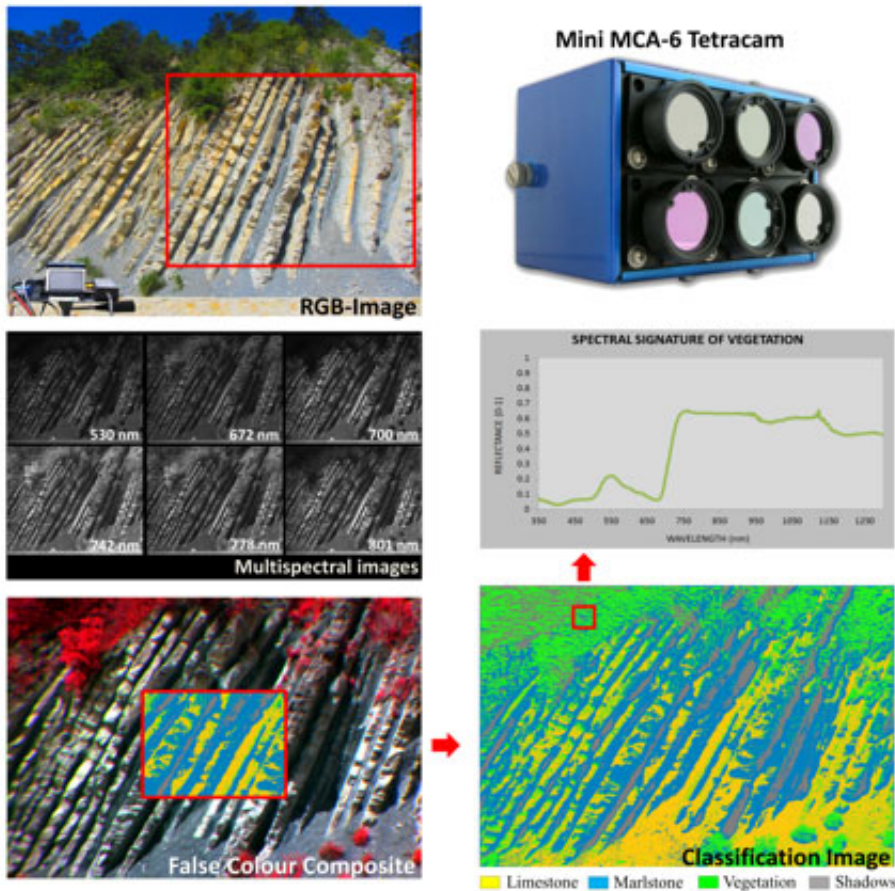 Mini MCA-6 Tetracam
RGB-Image
530 nm
672 nm
700 nm
742 nm
778 nm
801 nm
Multispectral images
SPECTRAL SIGNATURE OF VEGETATION
REFLECTANCE (0-1)
1
0.9
0.8
0.7
0.6
0.5
0.4
0.3
0.2
0.1
0
350 450 550 650 750 850 950 1050 1150 1250
WAVELENGTH (nm)
False Colour Composite
Classification Image
Limestone Marlstone Vegetation Shadows